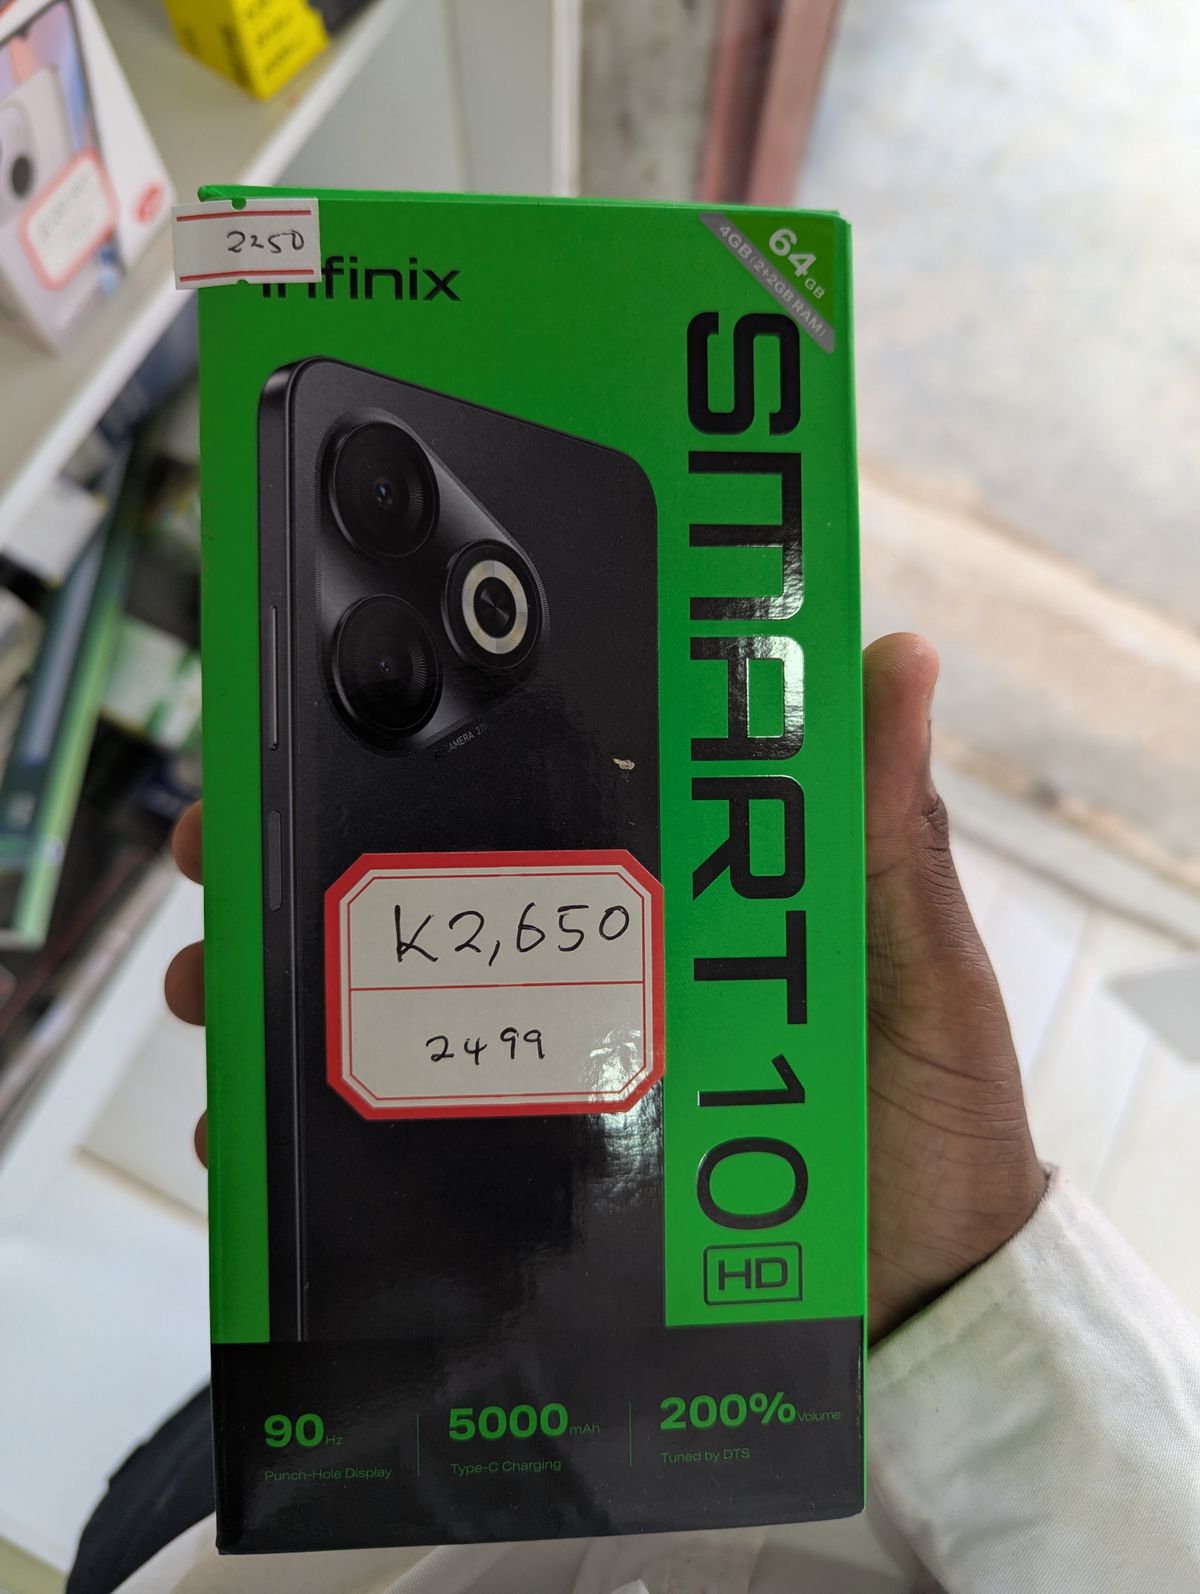 2250
Infinix
64GB
4GB(2+2GB RAM)
SMART 10
HD
K2,650
2499
90Hz
Punch-Hole Display
5000mAh
Type-C Charging
200%Volume
Tuned by DTS